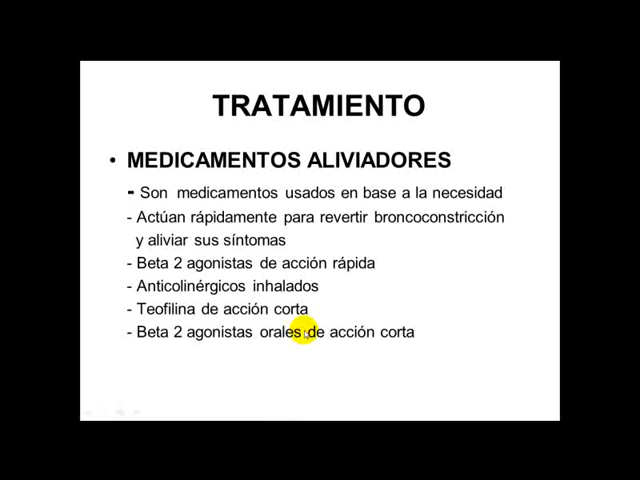 TRATAMIENTO
• MEDICAMENTOS ALIVIADORES
- Son medicamentos usados en base a la necesidad
- Actúan rápidamente para revertir broncoconstricción
y aliviar sus síntomas
- Beta 2 agonistas de acción rápida
- Anticolinérgicos inhalados
- Teofilina de acción corta
- Beta 2 agonistas orales de acción corta